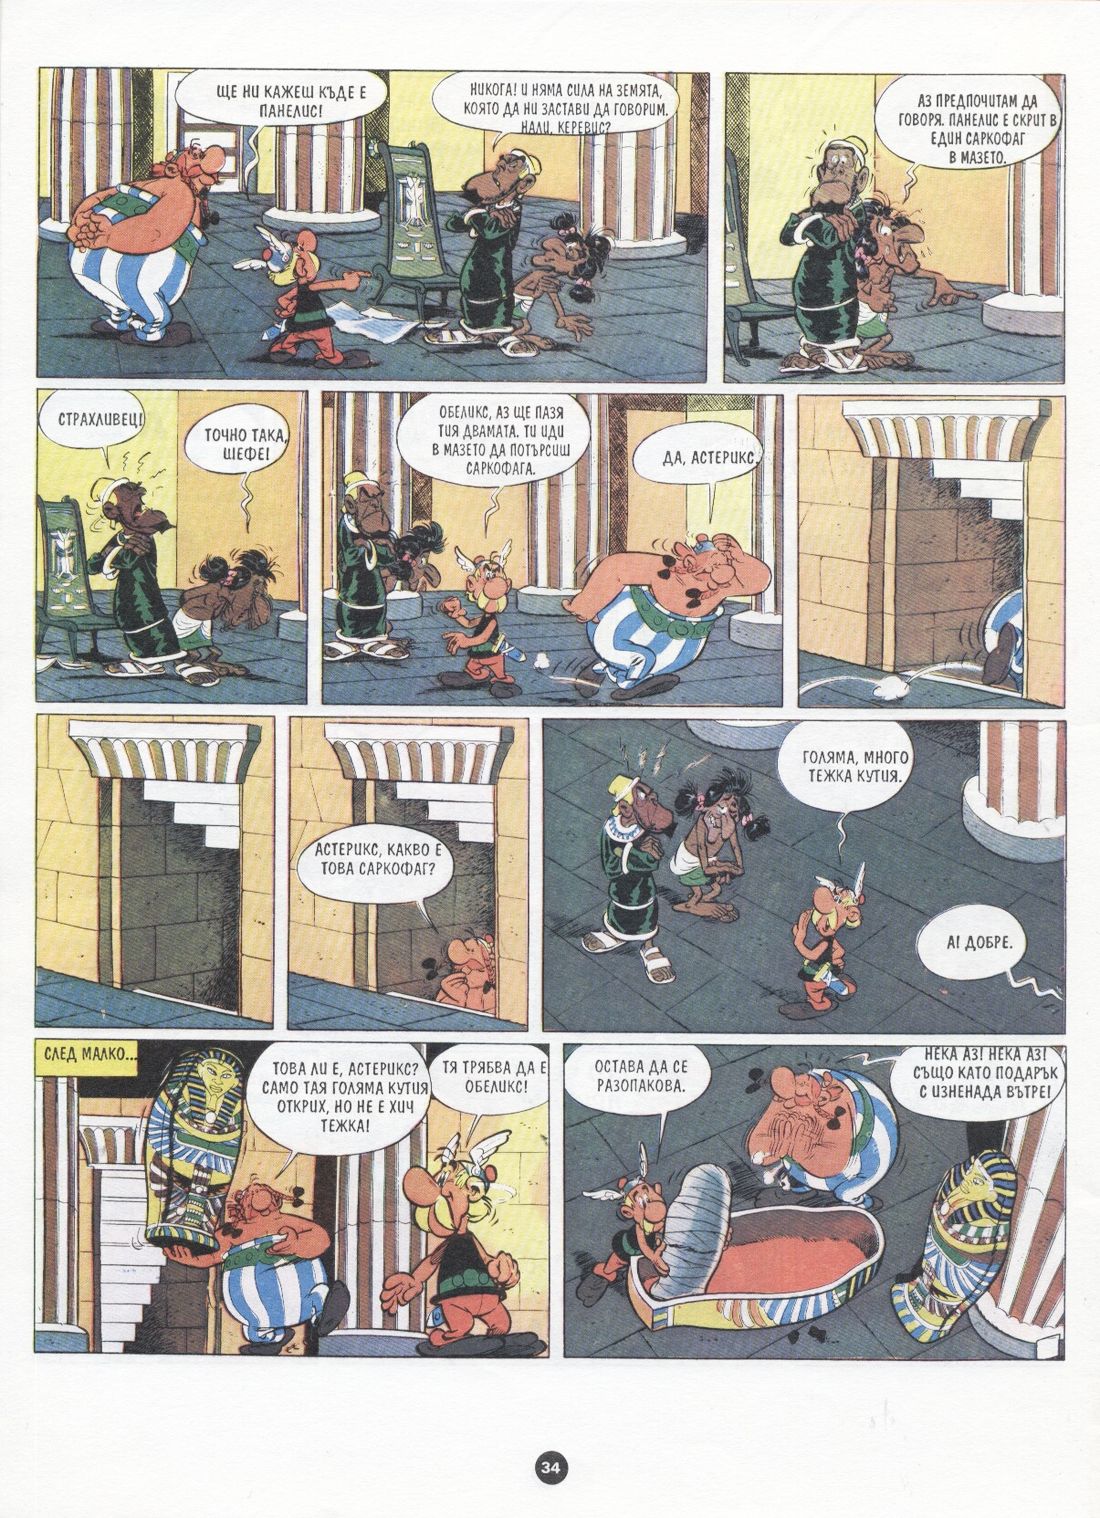 ЩЕ НИ КАЖЕШ КЪДЕ Е
ПАНЕЛИС!
НИКОГА! И НЯМА СИЛА НА ЗЕМЯТА,
КОЯТО ДА НИ ЗАСТАВИ ДА ГОВОРИМ.
НАЛИ, КЕРЕВИС?
АЗ ПРЕДПОЧИТАМ ДА
ГОВОРЯ. ПАНЕЛИС Е СКРИТ В
ЕДИН САРКОФАГ
В МАЗЕТО.
СТРАХЛИВЕЦ!
ТОЧНО ТАКА,
ШЕФЕ!
ОБЕЛИКС, АЗ ЩЕ ПАЗЯ
ТИЯ ДВАМАТА. ТИ ИДИ
В МАЗЕТО ДА ПОТЪРСИШ
САРКОФАГА.
ДА, АСТЕРИКС.
АСТЕРИКС, КАКВО Е
ТОВА САРКОФАГ?
ГОЛЯМА, МНОГО
ТЕЖКА КУТИЯ.
А! ДОБРЕ.
СЛЕД МАЛКО...
ТОВА ЛИ Е, АСТЕРИКС?
САМО ТАЯ ГОЛЯМА КУТИЯ
ОТКРИХ, НО НЕ Е ХИЧ
ТЕЖКА!
ТЯ ТРЯБВА ДА Е
ОБЕЛИКС!
ОСТАВА ДА СЕ
РАЗОПАКОВА.
НЕКА АЗ! НЕКА АЗ!
СЪЩО КАТО ПОДАРЪК
С ИЗНЕНАДА ВЪТРЕ!
34